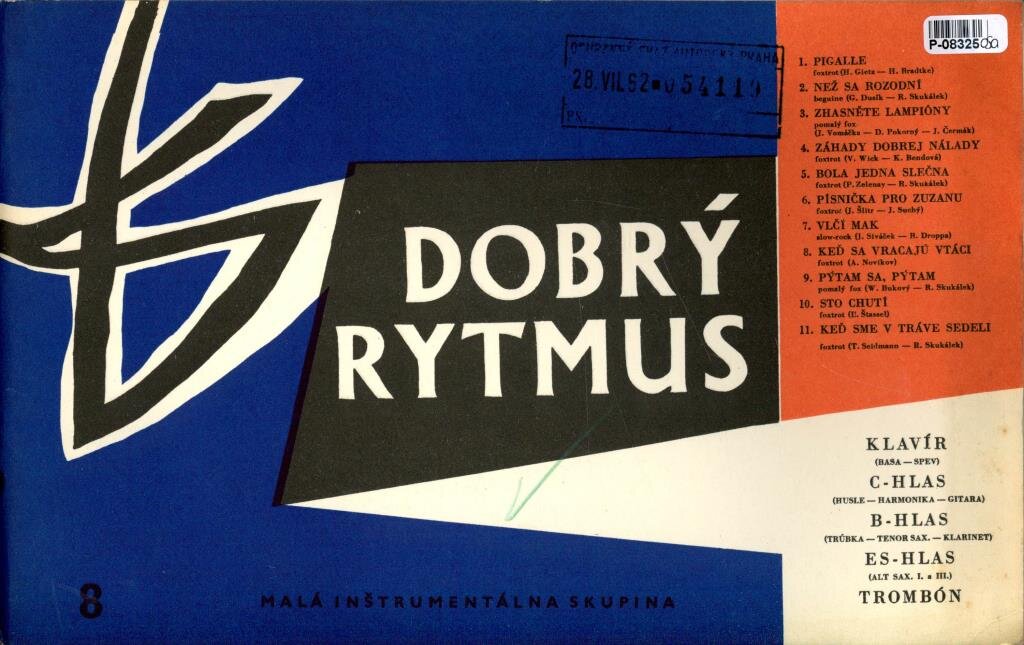 DOBRÝ
RYTMUS
8
MALÁ INŠTRUMENTÁLNA SKUPINA
28. VII. 62 054119
PS.
P-08325
1. PIGALLE
foxtrot (H. Gietz — H. Bradtke)
2. NEŽ SA ROZODNÍ
beguine (G. Dusík — R. Skukálek)
3. ZHASNĚTE LAMPIÓNY
pomalý fox
(J. Vomáčka — D. Pokorný — J. Čermák)
4. ZÁHADY DOBREJ NÁLADY
foxtrot (V. Wick — K. Bendová)
5. BOLA JEDNA SLEČNA
foxtrot (P. Zelenay — R. Skukálek)
6. PÍSNIČKA PRO ZUZANU
foxtrot (J. Šlitr — J. Suchý)
7. VLČÍ MAK
slow-rock (J. Siváček — B. Droppa)
8. KEĎ SA VRACAJÚ VTÁCI
foxtrot (A. Novikov)
9. PÝTAM SA, PÝTAM
pomalý fox (W. Bukový — R. Skukálek)
10. STO CHUTÍ
foxtrot (E. Štassel)
11. KEĎ SME V TRÁVE SEDELI
foxtrot (T. Seidmann — R. Skukálek)
KLAVÍR
(BASA — SPEV)
C-HLAS
(HUSLE — HARMONIKA — GITARA)
B-HLAS
(TRÚBKA — TENOR SAX. — KLARINET)
ES-HLAS
(ALT SAX. I. a III.)
TROMBÓN